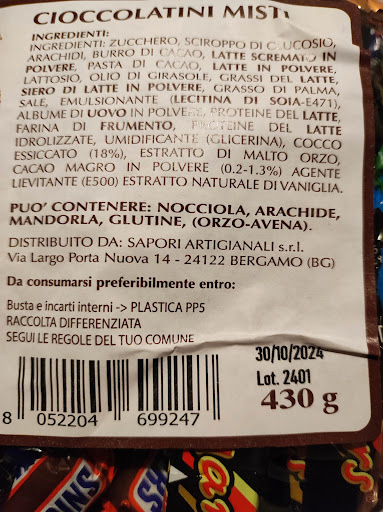 CIOCCOLATINI MISTI
INGREDIENTI:
INGREDIENTI: ZUCCHERO, SCIROPPO DI GLUCOSIO,
ARACHIDI, BURRO DI CACAO, LATTE SCREMATO IN
POLVERE, PASTA DI CACAO, LATTE IN POLVERE,
LATTOSIO, OLIO DI GIRASOLE, GRASSI DEL LATTE,
SIERO DI LATTE IN POLVERE, GRASSO DI PALMA,
SALE, EMULSIONANTE (LECITINA DI SOIA-E471),
ALBUME DI UOVO IN POLVERE, PROTEINE DEL LATTE,
FARINA DI FRUMENTO, PROTEINE DEL LATTE
IDROLIZZATE, UMIDIFICANTE (GLICERINA), COCCO
ESSICCATO (18%), ESTRATTO DI MALTO ORZO,
CACAO MAGRO IN POLVERE (0.2-1.3%) AGENTE
LIEVITANTE (E500) ESTRATTO NATURALE DI VANIGLIA.
PUO' CONTENERE: NOCCIOLA, ARACHIDE,
MANDORLA, GLUTINE, (ORZO-AVENA).
DISTRIBUITO DA: SAPORI ARTIGIANALI s.r.l.
Via Largo Porta Nuova 14 - 24122 BERGAMO (BG)
Da consumarsi preferibilmente entro:
Busta e incarti interni -> PLASTICA PP5
RACCOLTA DIFFERENZIATA
SEGUI LE REGOLE DEL TUO COMUNE
30/10/2024
Lot. 2401
430 g
8 052204 699247